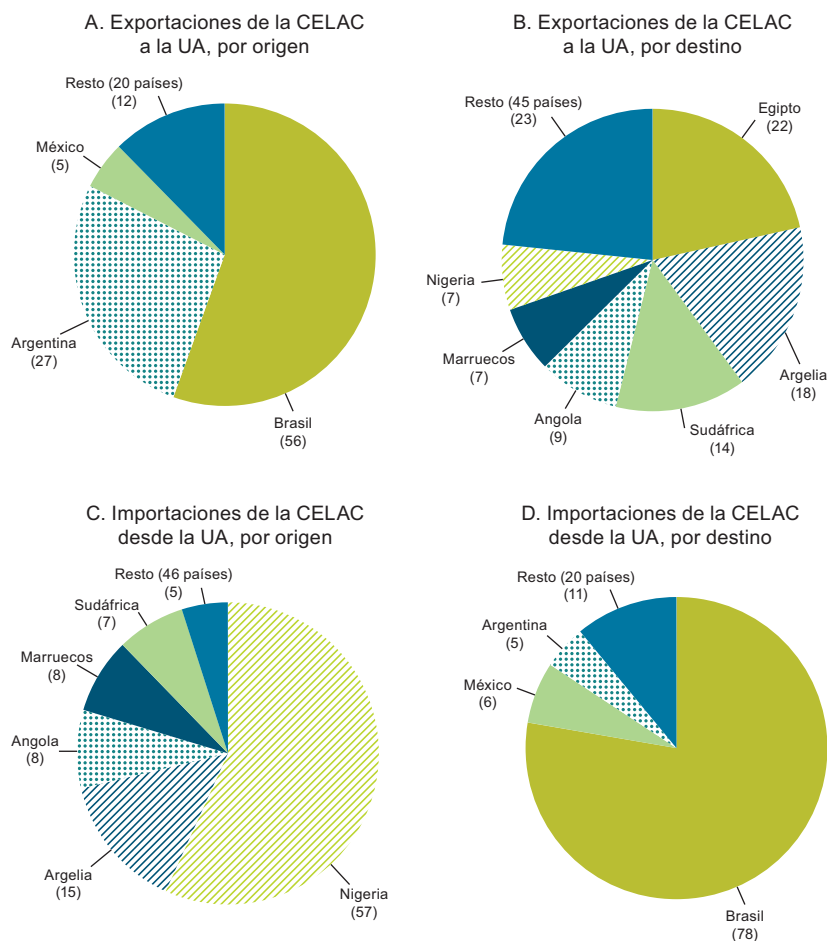 A. Exportaciones de la CELAC
a la UA, por origen
Resto (20 países)
(12)
México
(5)
Argentina
(27)
Brasil
(56)
B. Exportaciones de la CELAC
a la UA, por destino
Resto (45 países)
(23)
Egipto
(22)
Nigeria
(7)
Marruecos
(7)
Angola
(9)
Sudáfrica
(14)
Argelia
(18)
C. Importaciones de la CELAC
desde la UA, por origen
Resto (46 países)
(5)
Sudáfrica
(7)
Marruecos
(8)
Angola
(8)
Argelia
(15)
Nigeria
(57)
D. Importaciones de la CELAC
desde la UA, por destino
Resto (20 países)
(11)
Argentina
(5)
México
(6)
Brasil
(78)